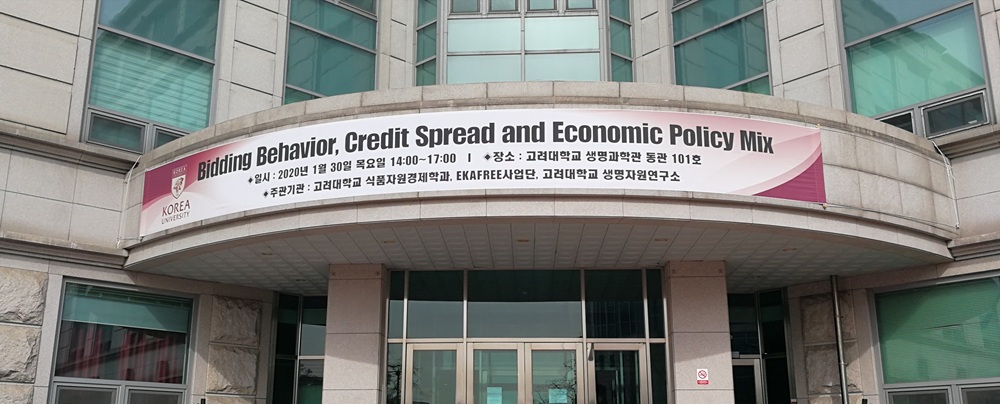 Bidding Behavior, Credit Spread and Economic Policy Mix
✦일시 : 2020년 1월 30일 목요일 14:00~17:00 I ✦장소 : 고려대학교 생명과학관 동관 101호
✦주관기관 : 고려대학교 식품자원경제학과, EKAFREE사업단, 고려대학교 생명자원연구소
KOREA
UNIVERSITY